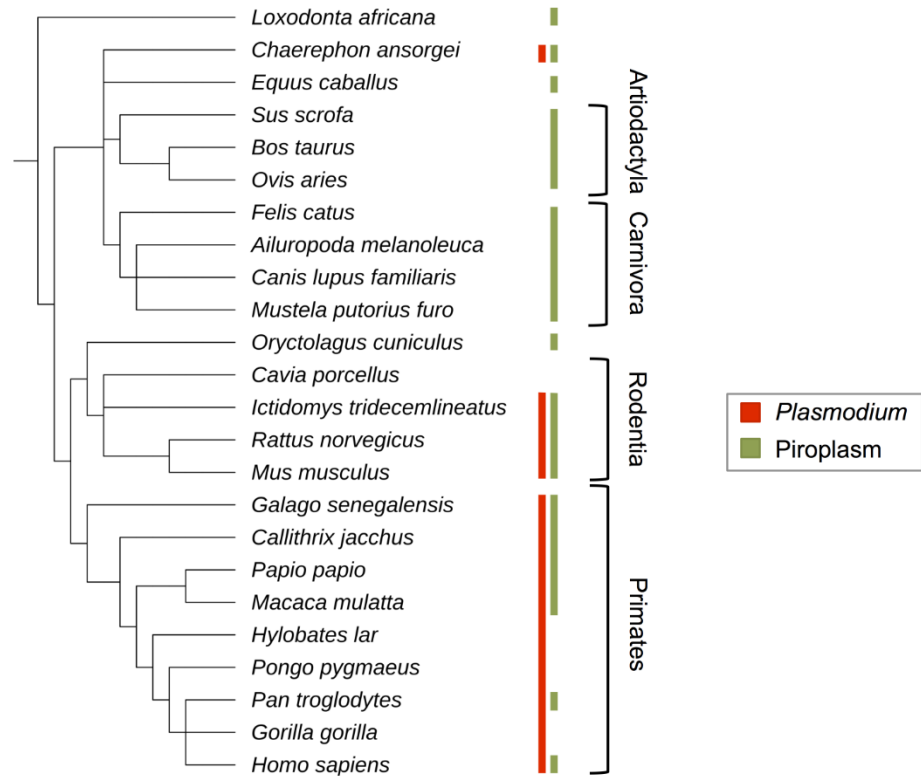 Loxodonta africana
Chaerephon ansorgei
Equus caballus
Sus scrofa
Bos taurus
Ovis aries
Felis catus
Ailuropoda melanoleuca
Canis lupus familiaris
Mustela putorius furo
Oryctolagus cuniculus
Cavia porcellus
Ictidomys tridecemlineatus
Rattus norvegicus
Mus musculus
Galago senegalensis
Callithrix jacchus
Papio papio
Macaca mulatta
Hylobates lar
Pongo pygmaeus
Pan troglodytes
Gorilla gorilla
Homo sapiens
Artiodactyla
Carnivora
Rodentia
Primates
Plasmodium
Piroplasm